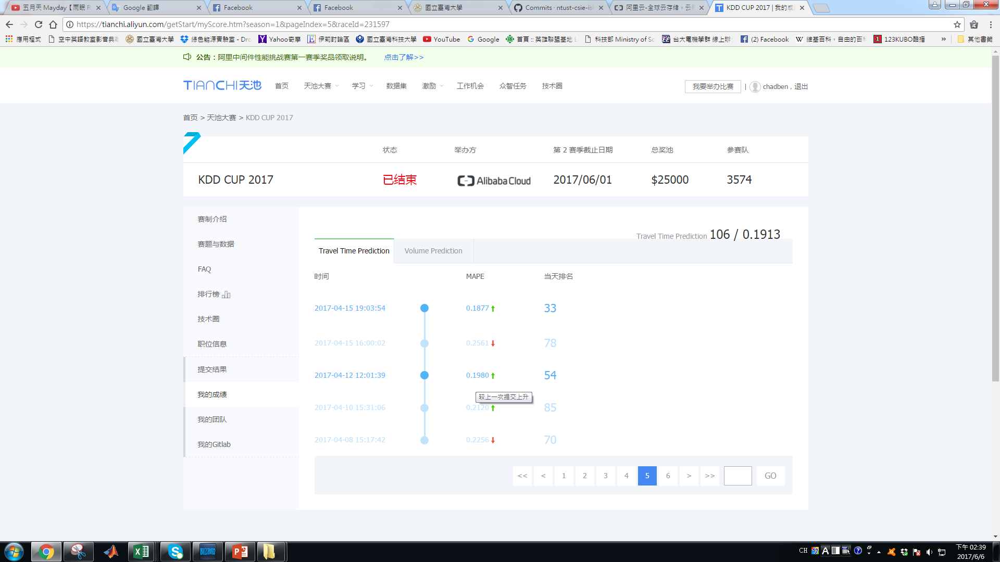 五月天 Mayday【雨眠 R
Google 翻譯
Facebook
Facebook
國立臺灣大學
Commits · ntust-csie-isl
阿里云-全球云存储，云服
KDD CUP 2017 | 我的成
https://tianchi.aliyun.com/getStart/myScore.htm?season=1&pageIndex=5&raceId=231597
應用程式
空中英語教室影音典
國立臺灣大學
綠色能源實驗室 - Dro
Yahoo奇摩
伊莉討論區
國立臺灣科技大學
YouTube
Google
首頁 :: 英雄聯盟基地 L
科技部 Ministry of Sc
台大電機學群 線上辦
(2) Facebook
維基百科，自由的百科
123KUBO酷播
»
其他書籤
公告：阿里中间件性能挑战赛第一赛季奖品领取说明。 点击了解>>
TIANCHI天池
首页
天池大赛
学习
数据集
激励
工作机会
众智任务
技术圈
我要举办比赛
| chadben，退出
首页 > 天池大赛 > KDD CUP 2017
状态
举办方
第 2 赛季截止日期
总奖池
参赛队
KDD CUP 2017
已结束
Alibaba Cloud
2017/06/01
$25000
3574
赛制介绍
赛题与数据
FAQ
排行榜
技术圈
职位信息
提交结果
我的成绩
我的团队
我的Gitlab
Travel Time Prediction 106 / 0.1913
Travel Time Prediction
Volume Prediction
时间 MAPE 当天排名
2017-04-15 19:03:54 0.1877 33
2017-04-15 16:00:02 0.2561 78
2017-04-12 12:01:39 0.1980 54
较上一次提交上升
2017-04-10 15:31:06 0.2120 85
2017-04-08 15:17:42 0.2256 70
<< < 1 2 3 4 5 6 > >> GO
CH
A
下午 02:39
2017/6/6
BLIZZARD